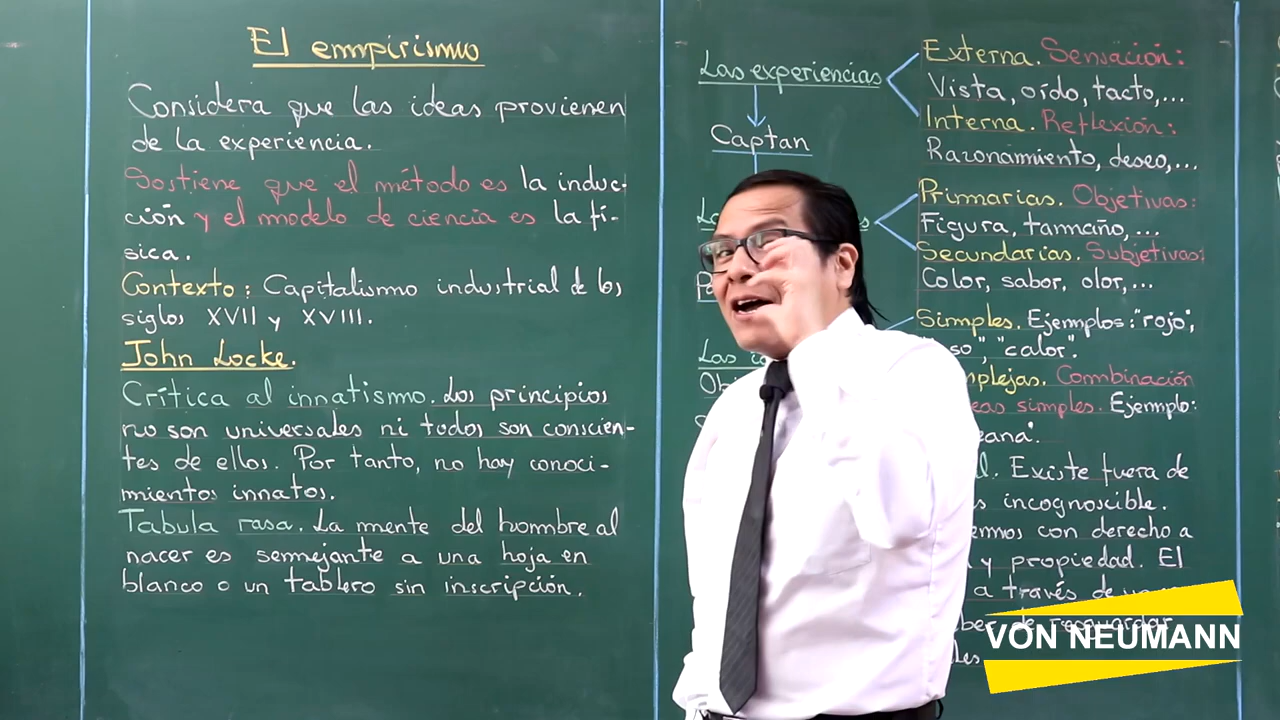 El empirismo
Considera que las ideas provienen
de la experiencia.
Sostiene que el método es la induc-
ción y el modelo de ciencia es la fí-
sica.
Contexto: Capitalismo industrial de los
siglos XVII y XVIII.
John Locke.
Crítica al innatismo. Los principios
no son universales ni todos son conscien-
tes de ellos. Por tanto, no hay conoci-
mientos innatos.
Tabula rasa. La mente del hombre al
nacer es semejante a una hoja en
blanco o un tablero sin inscripción.
Las experiencias
Captan
Externa. Sensación:
Vista, oído, tacto,...
Interna. Reflexión:
Razonamiento, deseo,...
Primarias. Objetivas:
Figura, tamaño,...
Secundarias. Subjetivas:
Color, sabor, olor,...
Simples. Ejemplos: "rojo",
"calor".
Combinación
simples. Ejemplo:
Existe fuera de
incognoscible.
con derecho a
y propiedad. El
a través de
de resguardar
Las
VON NEUMANN